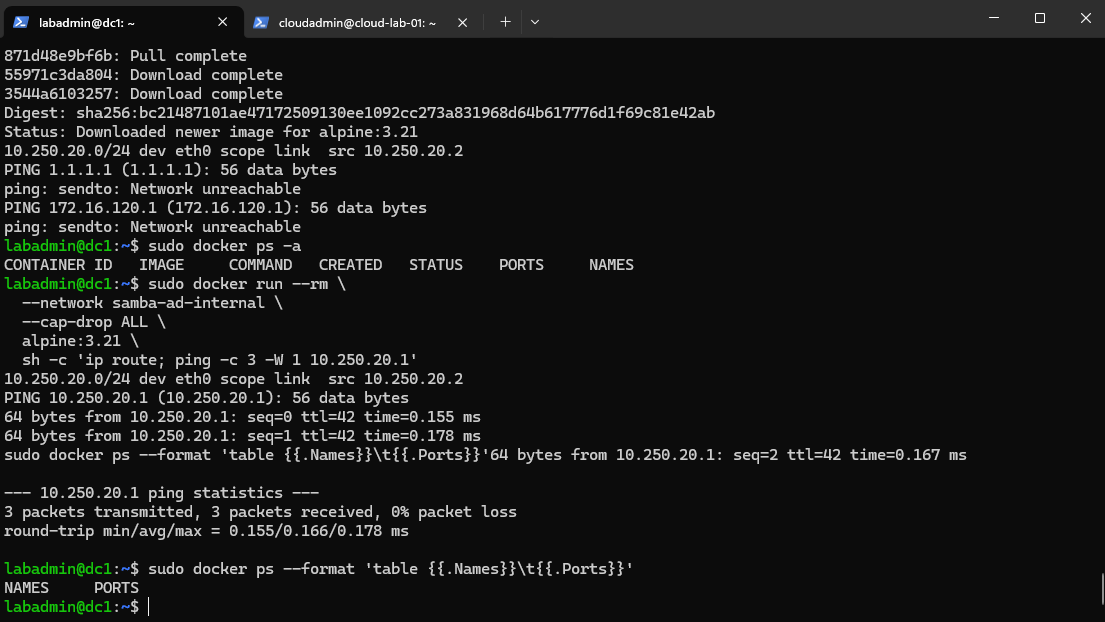 labadmin@dc1: ~
cloudadmin@cloud-lab-01: ~
871d48e9bf6b: Pull complete
55971c3da804: Download complete
3544a6103257: Download complete
Digest: sha256:bc21487101ae47172509130ee1092cc273a831968d64b617776d1f69c81e42ab
Status: Downloaded newer image for alpine:3.21
10.250.20.0/24 dev eth0 scope link  src 10.250.20.2
PING 1.1.1.1 (1.1.1.1): 56 data bytes
ping: sendto: Network unreachable
PING 172.16.120.1 (172.16.120.1): 56 data bytes
ping: sendto: Network unreachable
labadmin@dc1:~$ sudo docker ps -a
CONTAINER ID   IMAGE     COMMAND   CREATED   STATUS    PORTS     NAMES
labadmin@dc1:~$ sudo docker run --rm \
  --network samba-ad-internal \
  --cap-drop ALL \
  alpine:3.21 \
  sh -c 'ip route; ping -c 3 -W 1 10.250.20.1'
10.250.20.0/24 dev eth0 scope link  src 10.250.20.2
PING 10.250.20.1 (10.250.20.1): 56 data bytes
64 bytes from 10.250.20.1: seq=0 ttl=42 time=0.155 ms
64 bytes from 10.250.20.1: seq=1 ttl=42 time=0.178 ms
sudo docker ps --format 'table {{.Names}}\t{{.Ports}}'64 bytes from 10.250.20.1: seq=2 ttl=42 time=0.167 ms
--- 10.250.20.1 ping statistics ---
3 packets transmitted, 3 packets received, 0% packet loss
round-trip min/avg/max = 0.155/0.166/0.178 ms
labadmin@dc1:~$ sudo docker ps --format 'table {{.Names}}\t{{.Ports}}'
NAMES     PORTS
labadmin@dc1:~$